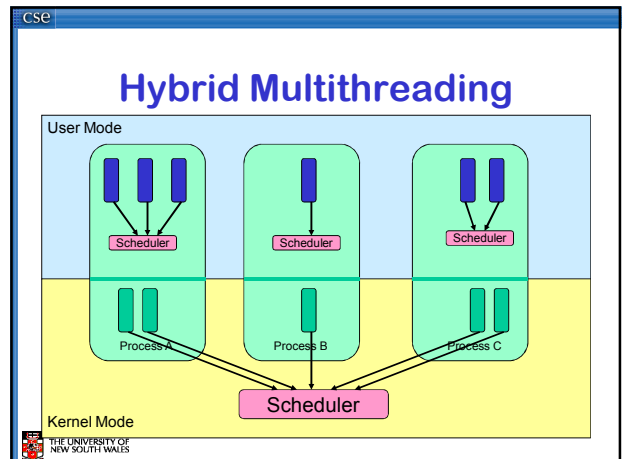 cse
Hybrid Multithreading
User Mode
Scheduler
Scheduler
Scheduler
Process A
Process B
Process C
Scheduler
Kernel Mode
THE UNIVERSITY OF
NEW SOUTH WALES